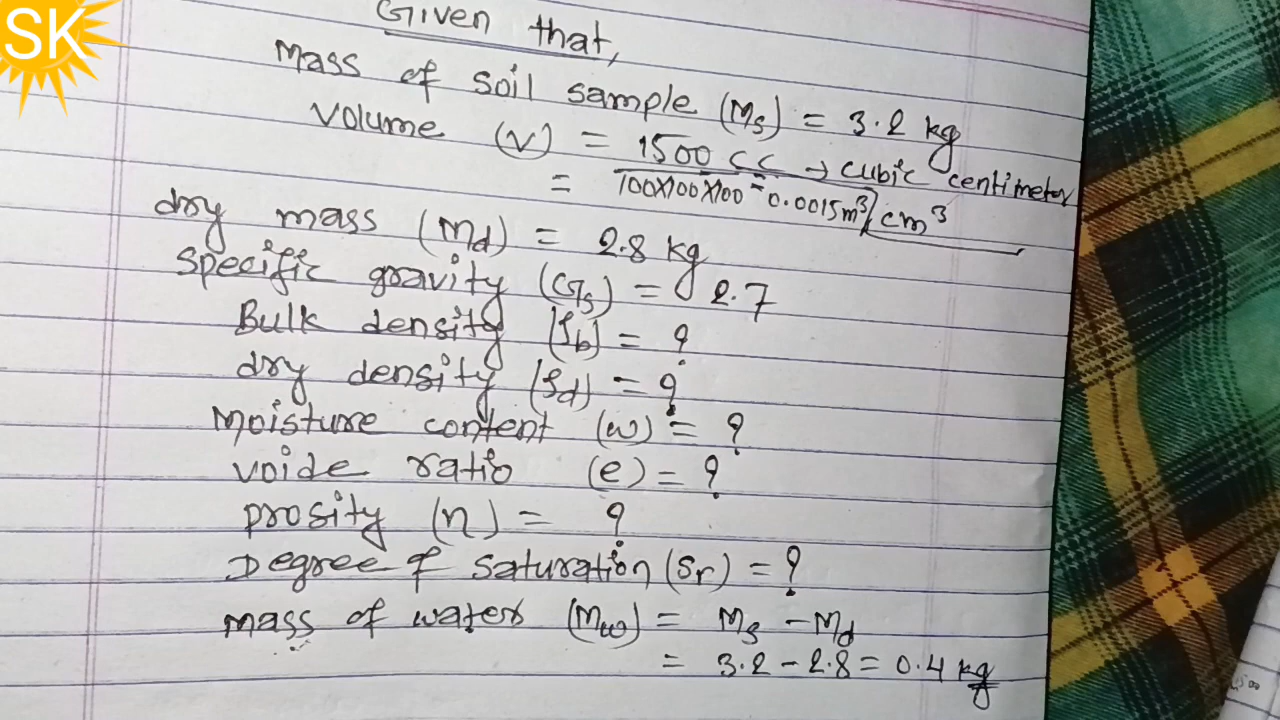 SK
Given that,
Mass of soil sample (Ms) = 3.2 kg
Volume (V) = 1500 cc → cubic centimeter
= 100×100×100 = 0.0015m³/cm³
dry mass (Md) = 2.8 kg
Specific gravity (Gs) = 2.7
Bulk density (ρb) = ?
dry density (ρd) = ?
Moisture content (w) = ?
voide ratio (e) = ?
prosity (n) = ?
Degree of saturation (Sr) = ?
Mass of water (Mw) = Ms - Md
= 3.2 - 2.8 = 0.4 kg